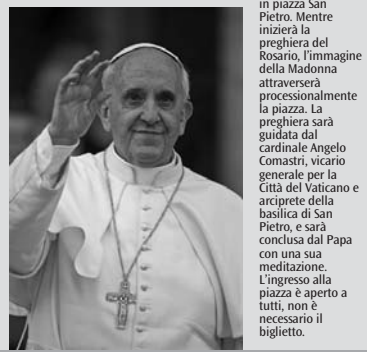 in piazza San
Pietro. Mentre
inizierà la
preghiera del
Rosario, l'immagine
della Madonna
attraverserà
processionalmente
la piazza. La
preghiera sarà
guidata dal
cardinale Angelo
Comastri, vicario
generale per la
Città del Vaticano e
arciprete della
basilica di San
Pietro, e sarà
conclusa dal Papa
con una sua
meditazione.
L'ingresso alla
piazza è aperto a
tutti, non è
necessario il
biglietto.